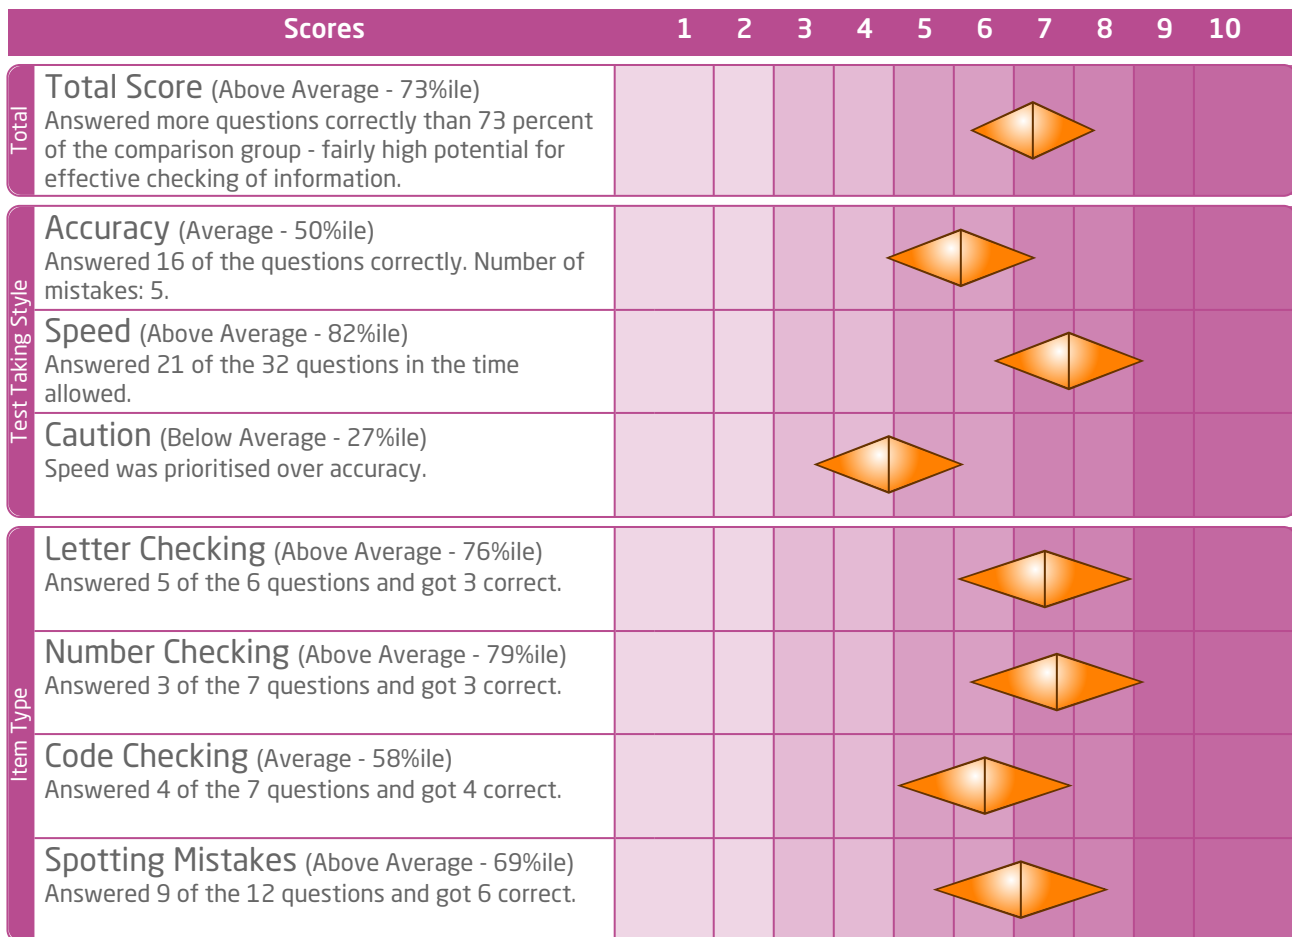 Scores 1 2 3 4 5 6 7 8 9 10
Total
Total Score (Above Average - 73%ile)
Answered more questions correctly than 73 percent
of the comparison group - fairly high potential for
effective checking of information.
Test Taking Style
Accuracy (Average - 50%ile)
Answered 16 of the questions correctly. Number of
mistakes: 5.
Speed (Above Average - 82%ile)
Answered 21 of the 32 questions in the time
allowed.
Caution (Below Average - 27%ile)
Speed was prioritised over accuracy.
Item Type
Letter Checking (Above Average - 76%ile)
Answered 5 of the 6 questions and got 3 correct.
Number Checking (Above Average - 79%ile)
Answered 3 of the 7 questions and got 3 correct.
Code Checking (Average - 58%ile)
Answered 4 of the 7 questions and got 4 correct.
Spotting Mistakes (Above Average - 69%ile)
Answered 9 of the 12 questions and got 6 correct.